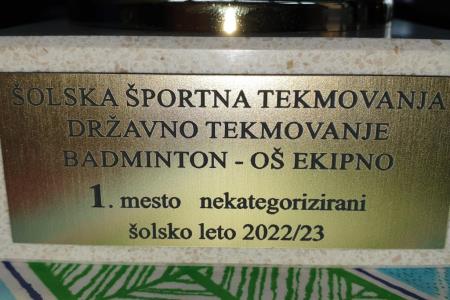 ŠOLSKA ŠPORTNA TEKMOVANJA
DRŽAVNO TEKMOVANJE
BADMINTON - OŠ EKIPNO
1. mesto nekategorizirani
šolsko leto 2022/23